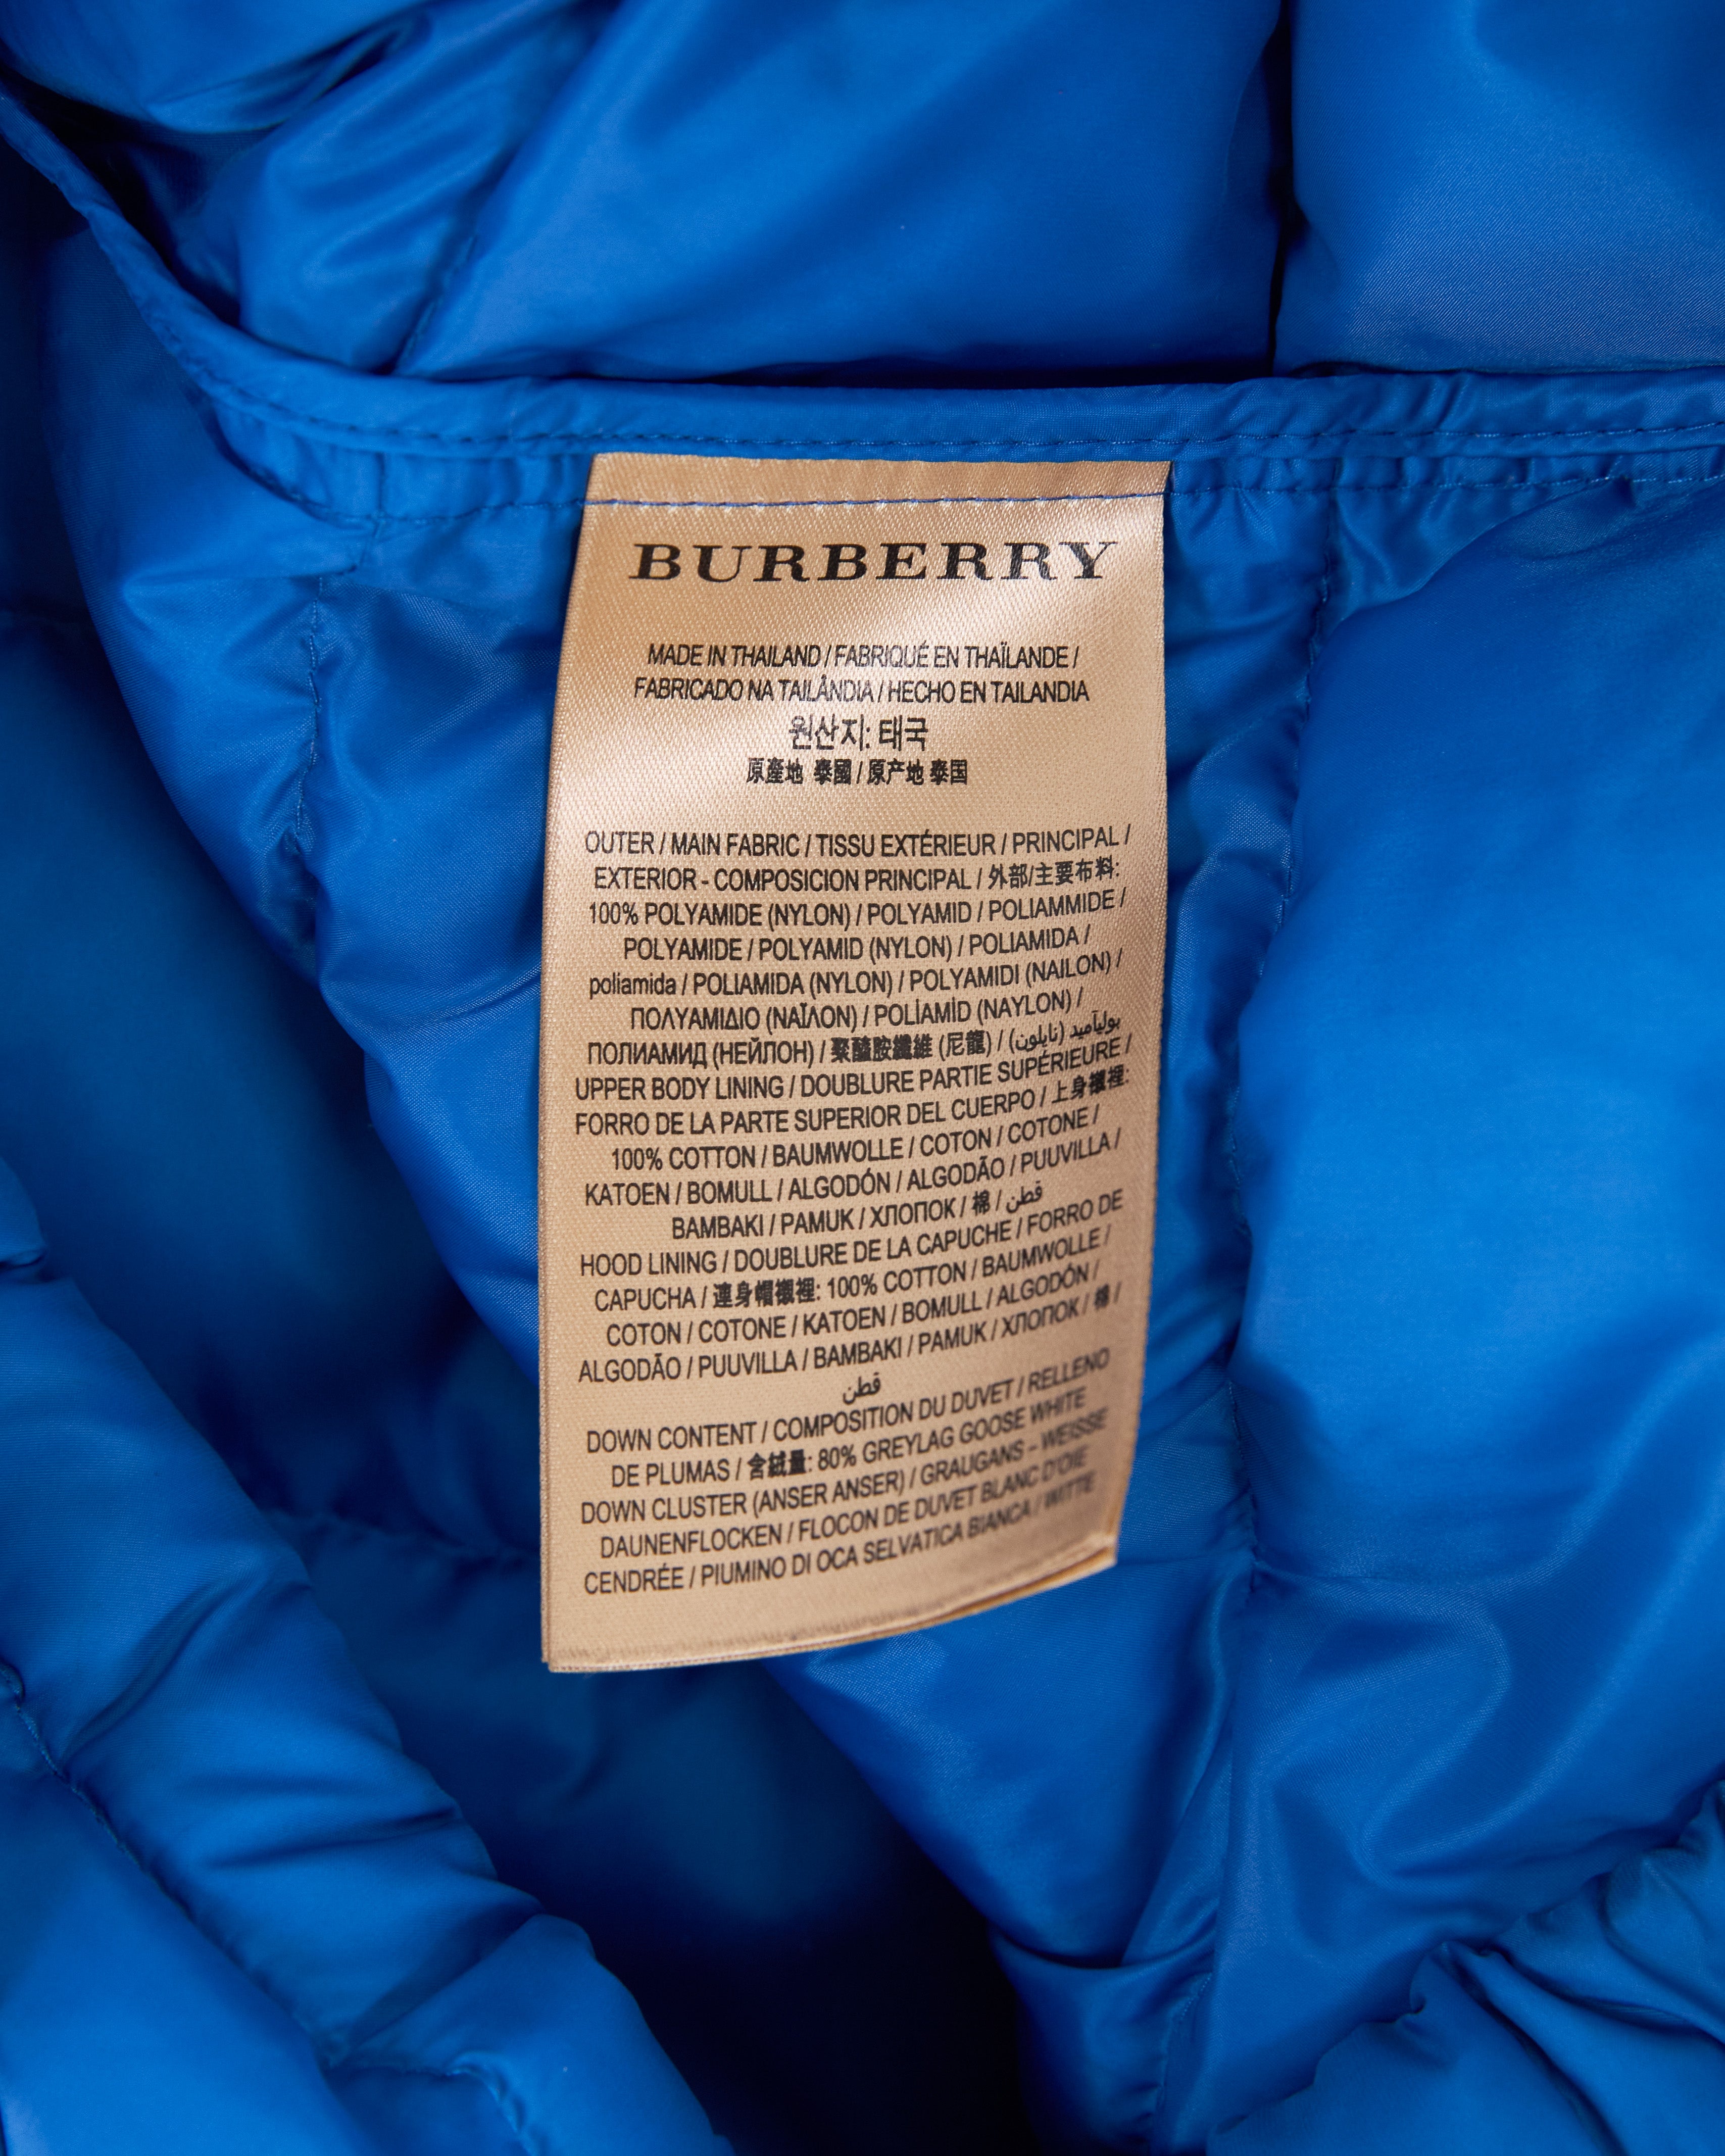 BURBERRY
MADE IN THAILAND / FABRIQUÉ EN THAÏLANDE /
FABRICADO NA TAILÂNDIA / HECHO EN TAILANDIA
원산지: 태국
原產地 泰國 / 原产地 泰国
OUTER / MAIN FABRIC / TISSU EXTÉRIEUR / PRINCIPAL /
EXTERIOR - COMPOSICION PRINCIPAL / 外部/主要布料:
100% POLYAMIDE (NYLON) / POLYAMID / POLIAMMIDE /
POLYAMIDE / POLYAMID (NYLON) / POLIAMIDA /
poliamida / POLIAMIDA (NYLON) / POLYAMIDI (NAILON) /
ΠΟΛΥΑΜΙΔΙΟ (ΝΑΪΛΟΝ) / POLİAMİD (NAYLON) /
ПОЛИАМИД (НЕЙЛОН) / 聚醯胺纖維 (尼龍) / بوليآميد (نايلون)
UPPER BODY LINING / DOUBLURE PARTIE SUPÉRIEURE /
FORRO DE LA PARTE SUPERIOR DEL CUERPO / 上身襯裡:
100% COTTON / BAUMWOLLE / COTON / COTONE /
KATOEN / BOMULL / ALGODÓN / ALGODÃO / PUUVILLA /
BAMBAKI / PAMUK / ХЛОПОК / 棉 / قطن
HOOD LINING / DOUBLURE DE LA CAPUCHE / FORRO DE
CAPUCHA / 連身帽襯裡: 100% COTTON / BAUMWOLLE /
COTON / COTONE / KATOEN / BOMULL / ALGODÓN /
ALGODÃO / PUUVILLA / BAMBAKI / PAMUK / ХЛОПОК / 棉 /
قطن
DOWN CONTENT / COMPOSITION DU DUVET / RELLENO
DE PLUMAS / 含絨量: 80% GREYLAG GOOSE WHITE
DOWN CLUSTER (ANSER ANSER) / GRAUGANS – WEISSE
DAUNENFLOCKEN / FLOCON DE DUVET BLANC D'OIE
CENDRÉE / PIUMINO DI OCA SELVATICA BIANCA / WITTE